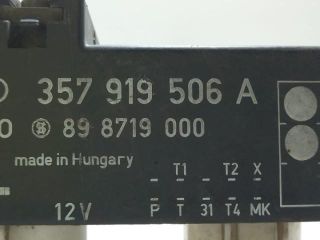 357 919 506 A
89 8719 000
made in Hungary
T1 T2 X
12V P T 31 T4 MK